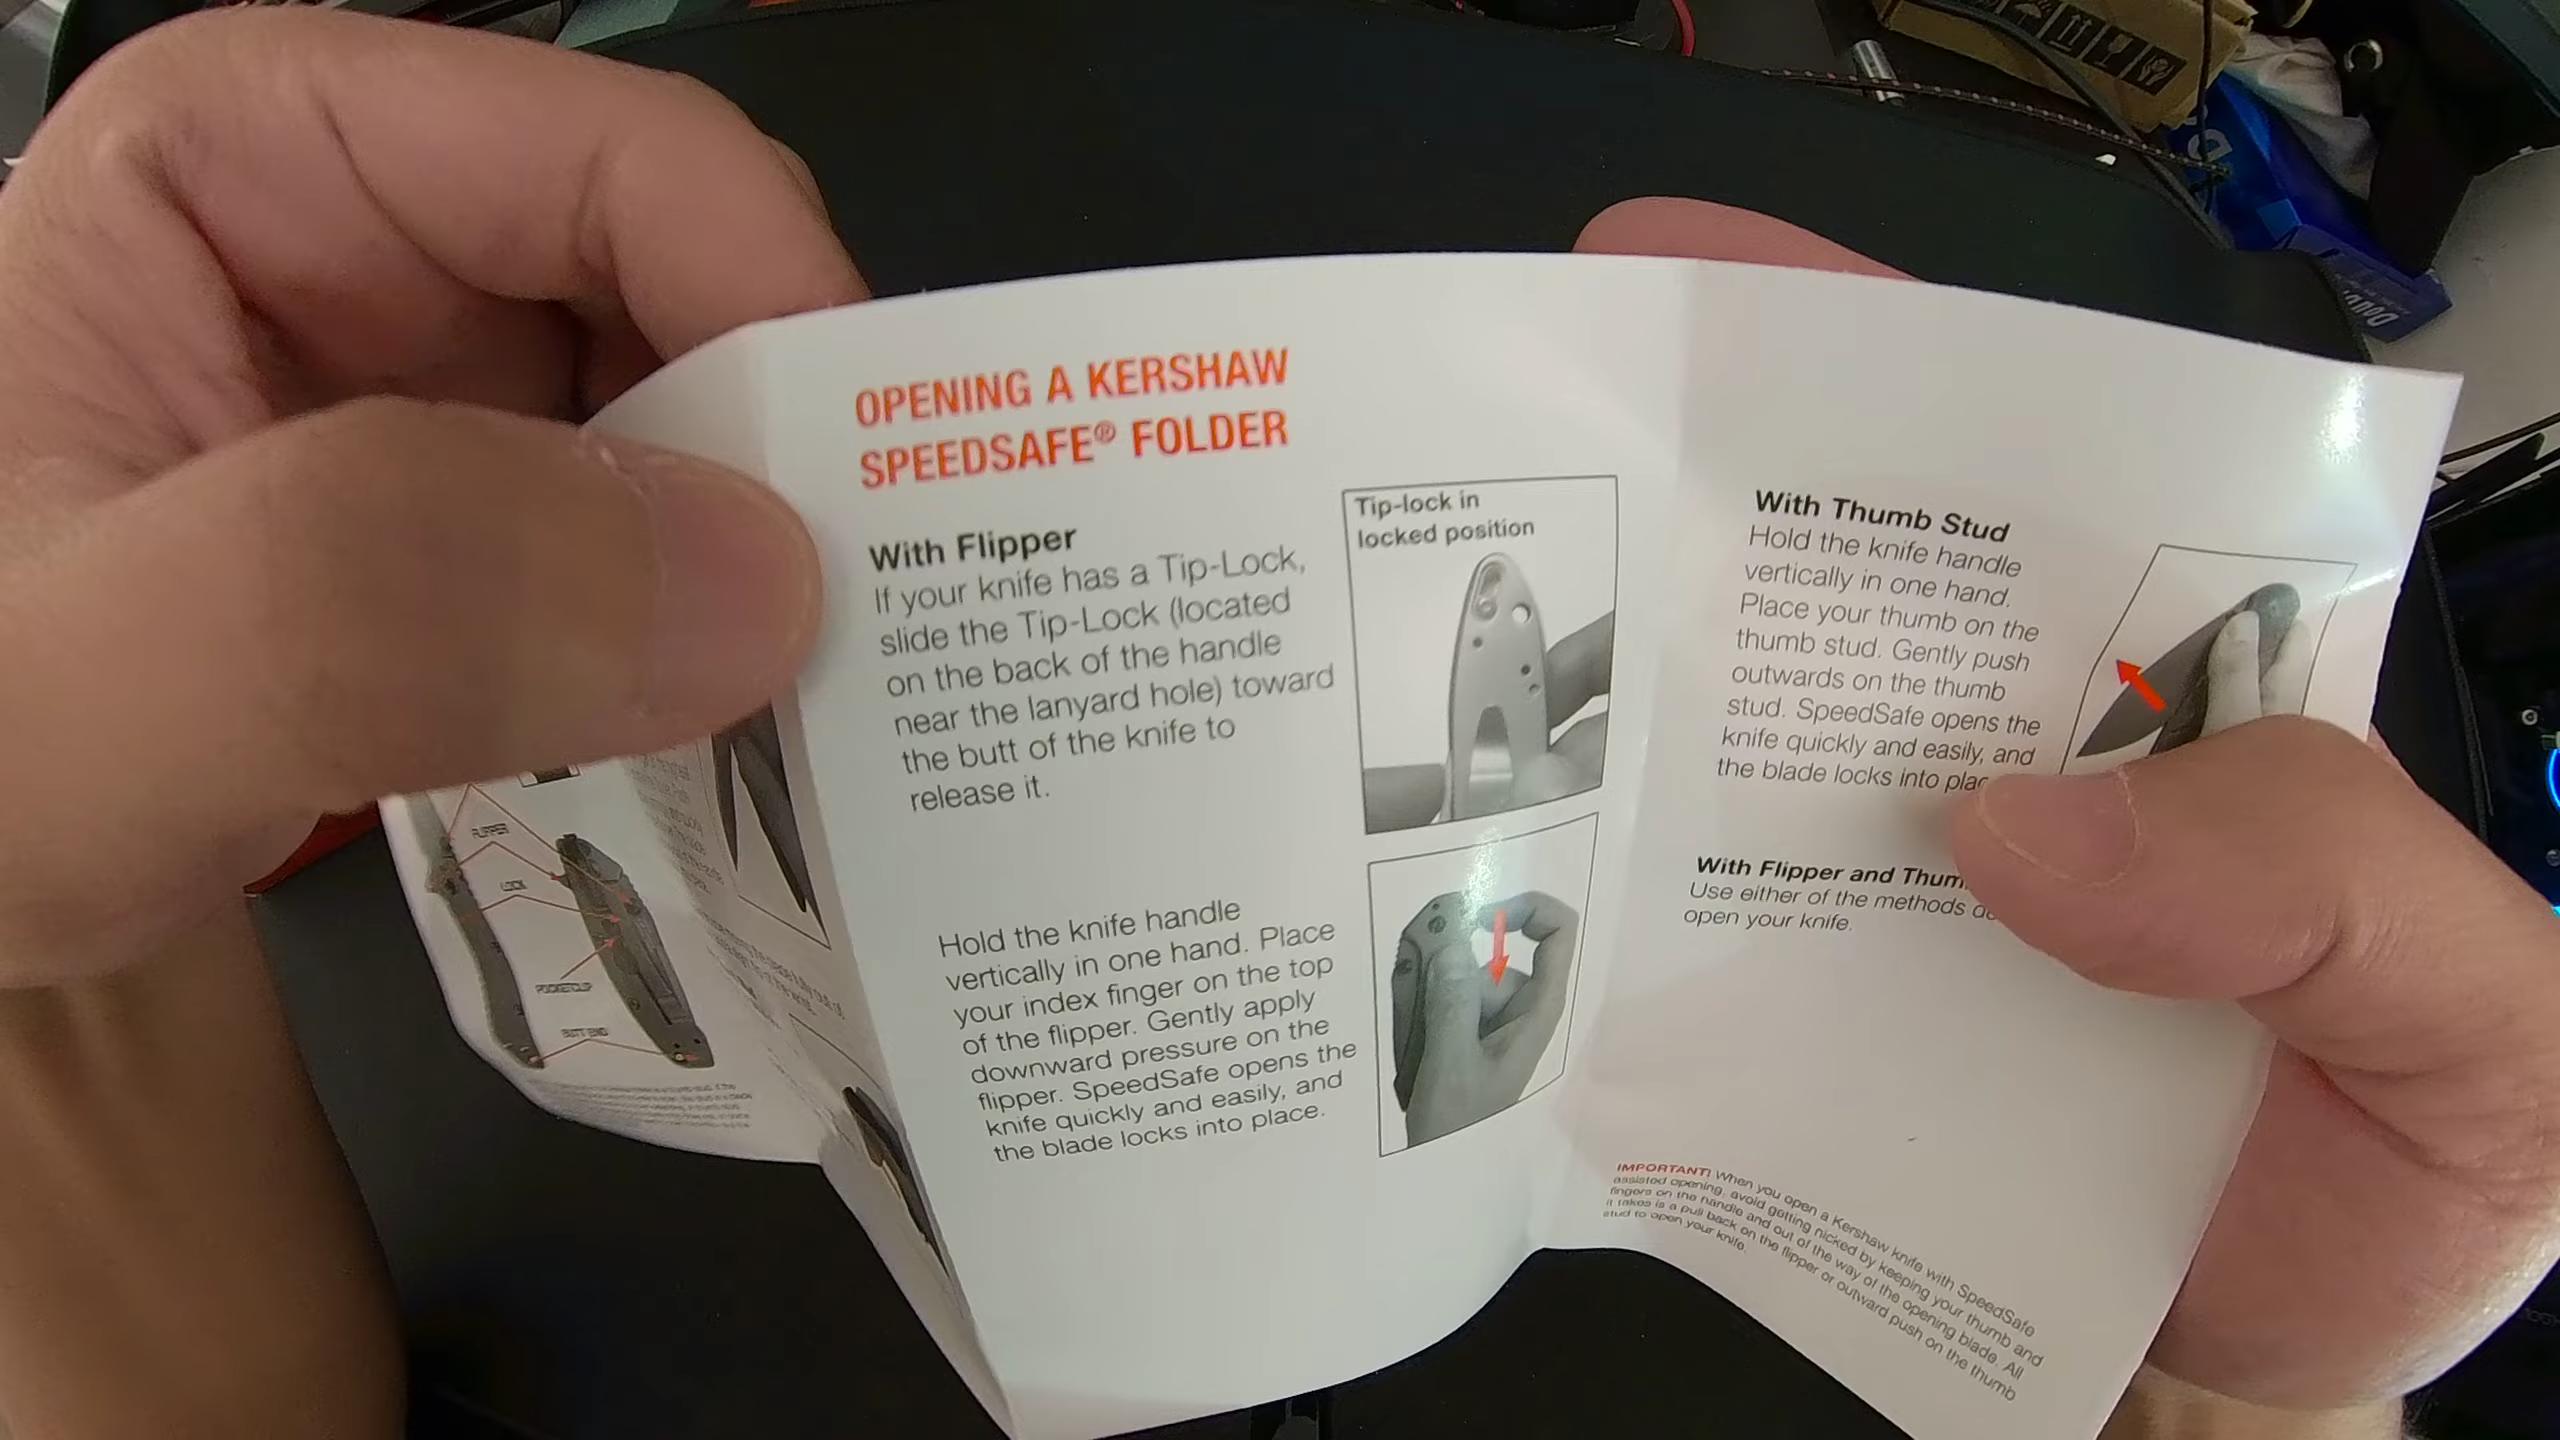 OPENING A KERSHAW
SPEEDSAFE® FOLDER
With Flipper
If your knife has a Tip-Lock,
slide the Tip-Lock (located
on the back of the handle
near the lanyard hole) toward
the butt of the knife to
release it.
Tip-lock in
locked position
Hold the knife handle
vertically in one hand. Place
your index finger on the top
of the flipper. Gently apply
downward pressure on the
flipper. SpeedSafe opens the
knife quickly and easily, and
the blade locks into place.
With Thumb Stud
Hold the knife handle
vertically in one hand.
Place your thumb on the
thumb stud. Gently push
outwards on the thumb
stud. SpeedSafe opens the
knife quickly and easily, and
the blade locks into plac
With Flipper and Thum
Use either of the methods
open your knife.
IMPORTANT! When you open a Kershaw knife with SpeedSafe
assisted opening, avoid getting nicked by keeping your thumb and
fingers on the handle and out of the way of the opening blade. All
it takes is a pull back on the flipper or outward push on the thumb
stud to open your knife.
FLIPPER
LOCK
POCKETCLIP
BUTT END